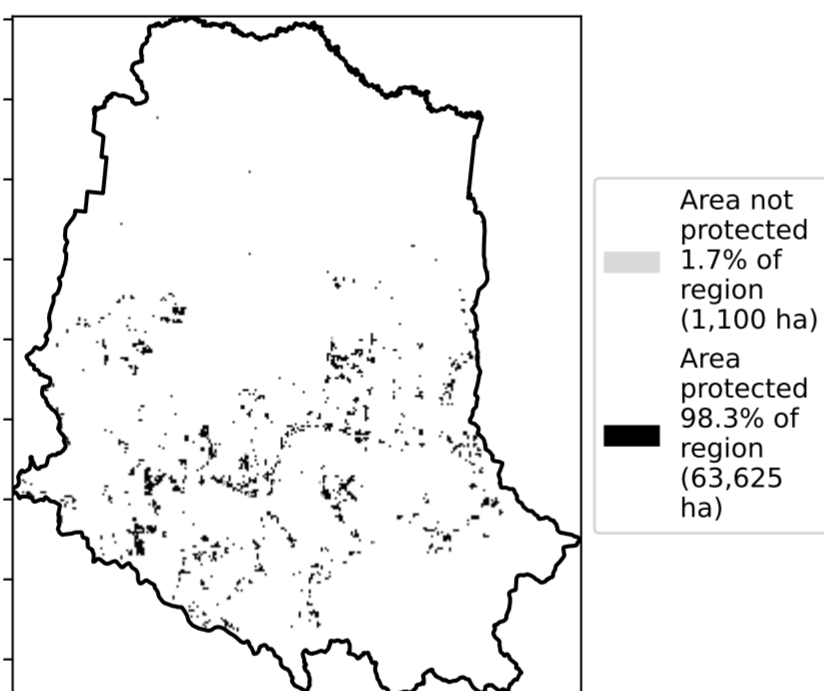 Area not
protected
1.7% of
region
(1,100 ha)
Area
protected
98.3% of
region
(63,625
ha)